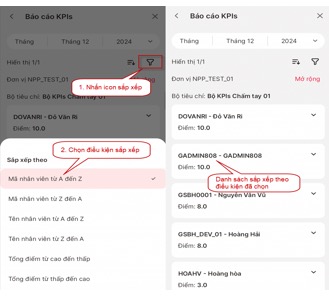 Báo cáo KPIs
Tháng Tháng 12 2024
Hiển thị 1/1
1. Nhấn icon sắp xếp
Đơn vị NPP_TEST_01
Bộ tiêu chí: Bộ KPIs Chấm tay 01
DOVANRI - Đỗ Văn Ri
Điểm: 10.0
2. Chọn điều kiện sắp xếp
Sắp xếp theo
Mã nhân viên từ A đến Z
Mã nhân viên từ Z đến A
Tên nhân viên từ A đến Z
Tên nhân viên từ Z đến A
Tổng điểm từ cao đến thấp
Tổng điểm từ thấp đến cao
Báo cáo KPIs
Tháng Tháng 12 2024
Hiển thị 1/1
Đơn vị NPP_TEST_01 Mở rộng
Bộ tiêu chí: Bộ KPIs Chấm tay 01
DOVANRI - Đỗ Văn Ri
Điểm: 10.0
GADMIN808 - GADMIN808
Điểm: 10.0
Danh sách sắp xếp theo
điều kiện đã chọn
GSBH0001 - Nguyễn Văn Vũ
Điểm: 8.0
GSBH_DEV_01 - Hoàng Hải
Điểm: 8.0
HOAHV - Hoàng hòa
Điểm: 3.0